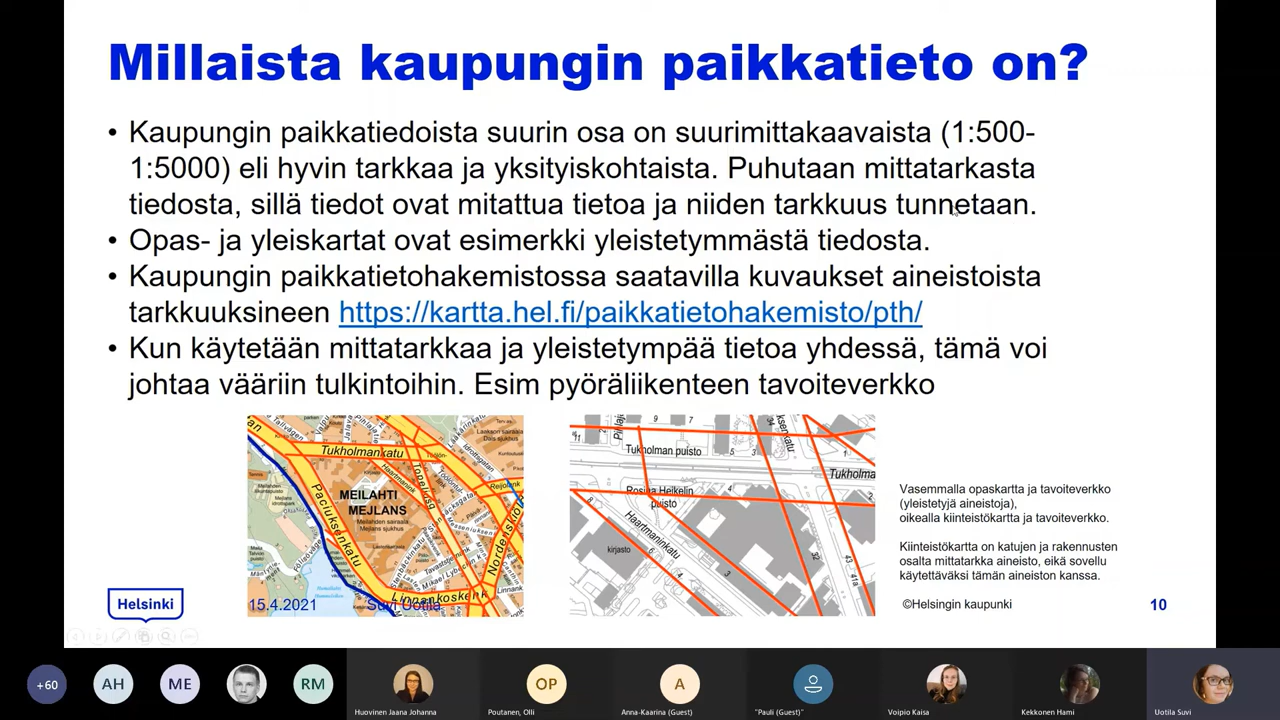 Millaista kaupungin paikkatieto on?
• Kaupungin paikkatiedoista suurin osa on suurimittakaavaista (1:500-
1:5000) eli hyvin tarkkaa ja yksityiskohtaista. Puhutaan mittatarkasta
tiedosta, sillä tiedot ovat mitattua tietoa ja niiden tarkkuus tunnetaan.
• Opas- ja yleiskartat ovat esimerkki yleistetymmästä tiedosta.
• Kaupungin paikkatietohakemistossa saatavilla kuvaukset aineistoista
tarkkuuksineen https://kartta.hel.fi/paikkatietohakemisto/pth/
• Kun käytetään mittatarkkaa ja yleistetympää tietoa yhdessä, tämä voi
johtaa vääriin tulkintoihin. Esim pyöräliikenteen tavoiteverkko
Tukholmankatu
MEILAHTI
MEJLANS
Meilahden sairaala
Mejlans sjukhus
Paciuksenkatu
Linnankoskenk
Tukholman puisto
Tukholma
Rosina Heikelin
puisto
Haartmaninkatu
kirjasto
Vasemmalla opaskartta ja tavoiteverkko
(yleistetyjä aineistoja),
oikealla kiinteistökartta ja tavoiteverkko.
Kiinteistökartta on katujen ja rakennusten
osalta mittatarka aineisto, eikä sovellu
käytettäväksi tämän aineiston kanssa.
Helsinki
15.4.2021
Suvi Uotila
©Helsingin kaupunki
10
+60
AH
ME
RM
OP
A
Huovinen Jaana Johanna
Poutanen, Olli
Anna-Kaarina (Guest)
"Pauli (Guest)"
Voipio Kaisa
Kekkonen Hami
Uotila Suvi